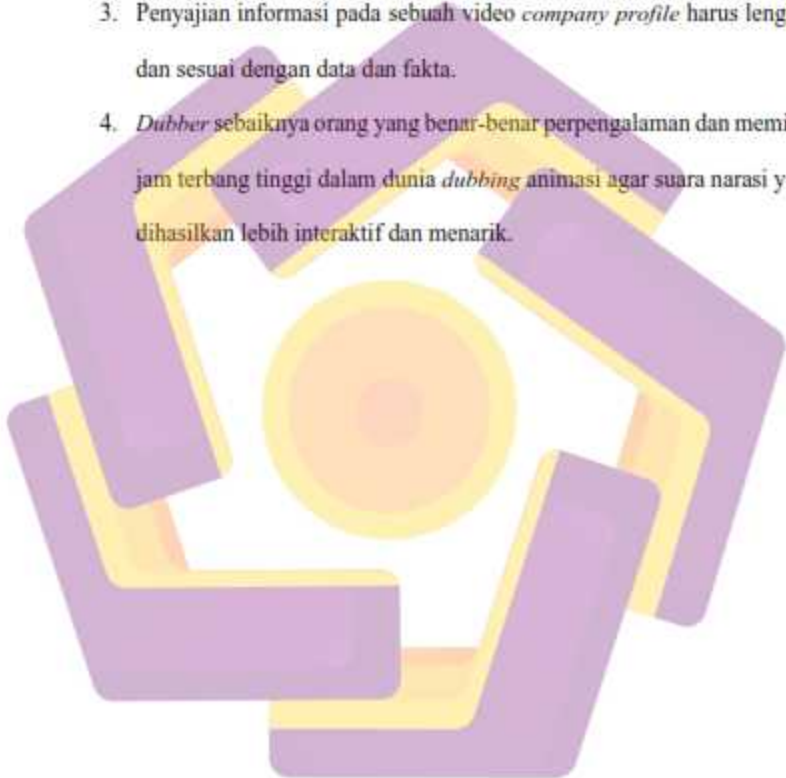 3. Penyajian informasi pada sebuah video company profile harus leng
dan sesuai dengan data dan fakta.
4. Dubber sebaiknya orang yang benar-benar perpengalaman dan memi
jam terbang tinggi dalam dunia dubbing animasi agar suara narasi y
dihasilkan lebih interaktif dan menarik.